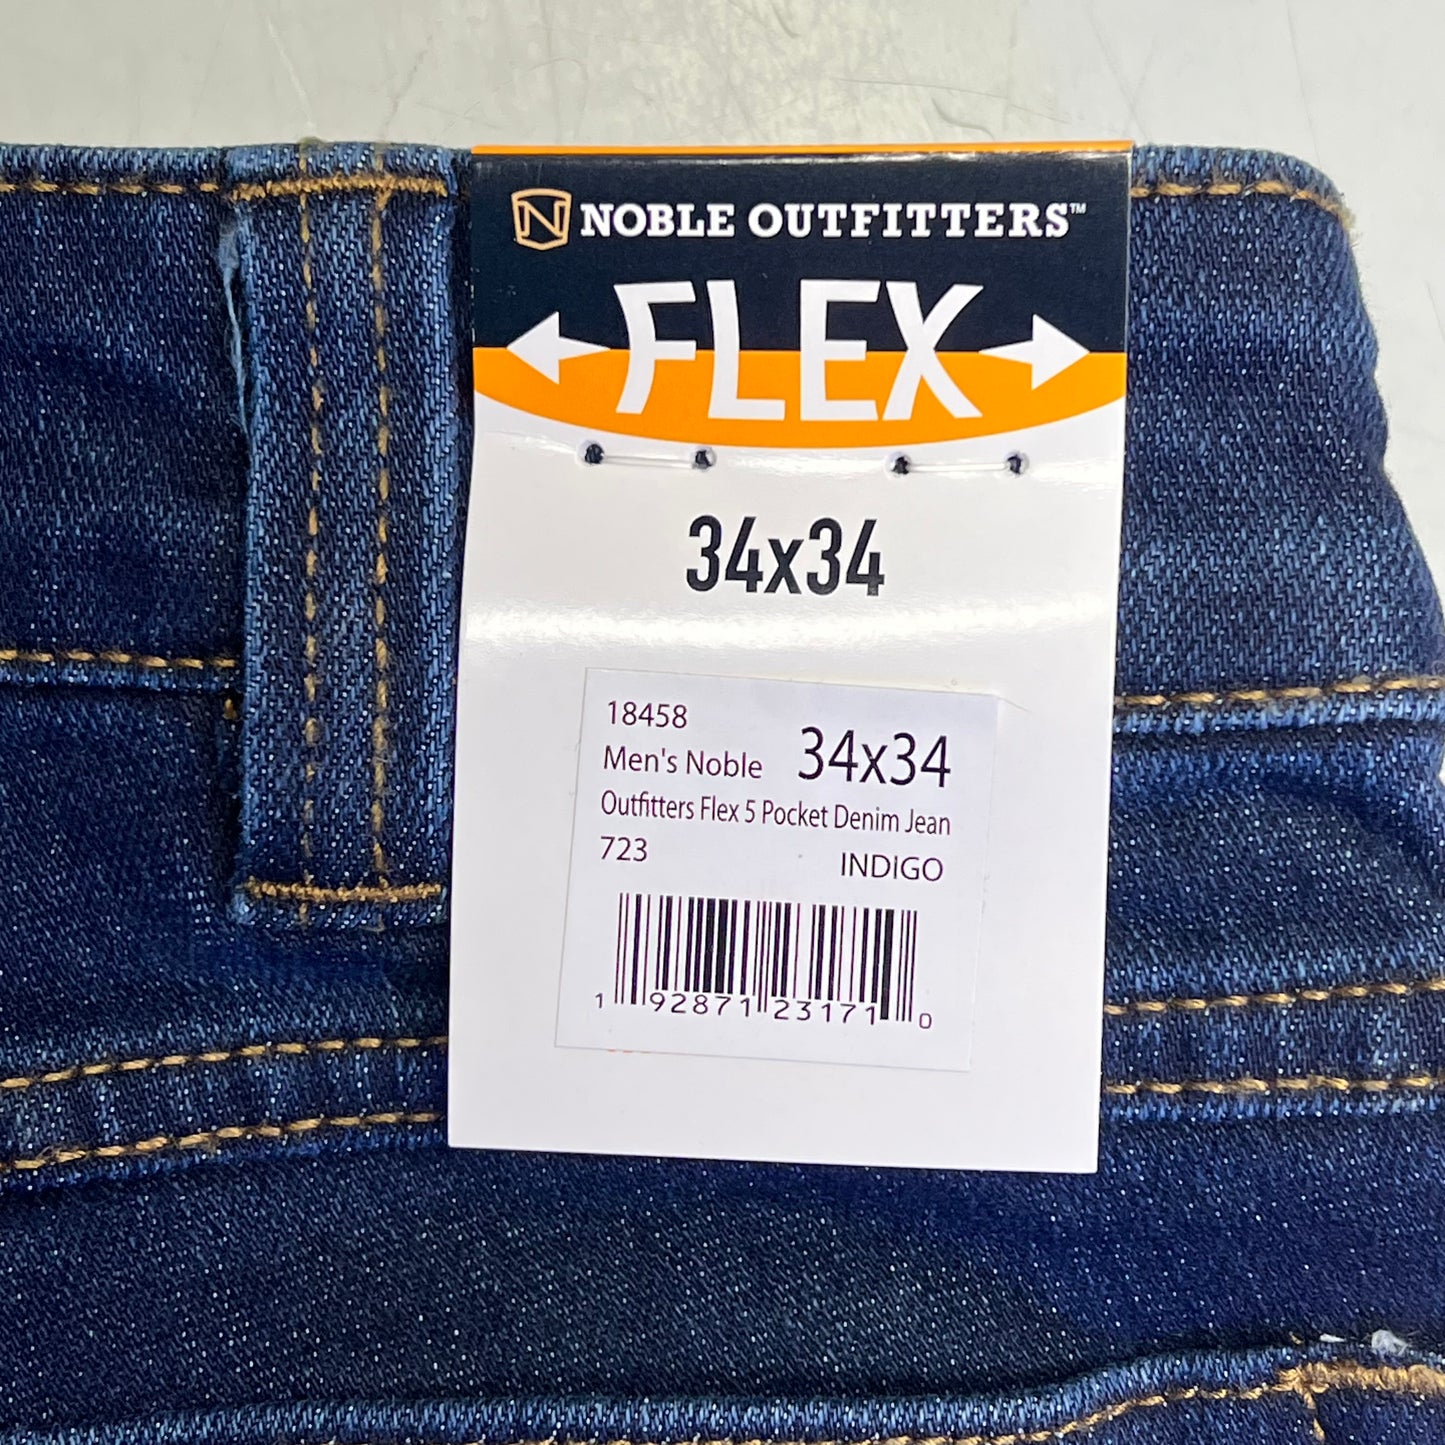 N NOBLE OUTFITTERS™
FLEX
34x34
18458
Men's Noble 34x34
Outfitters Flex 5 Pocket Denim Jean
723 INDIGO
1 92871 23171 0